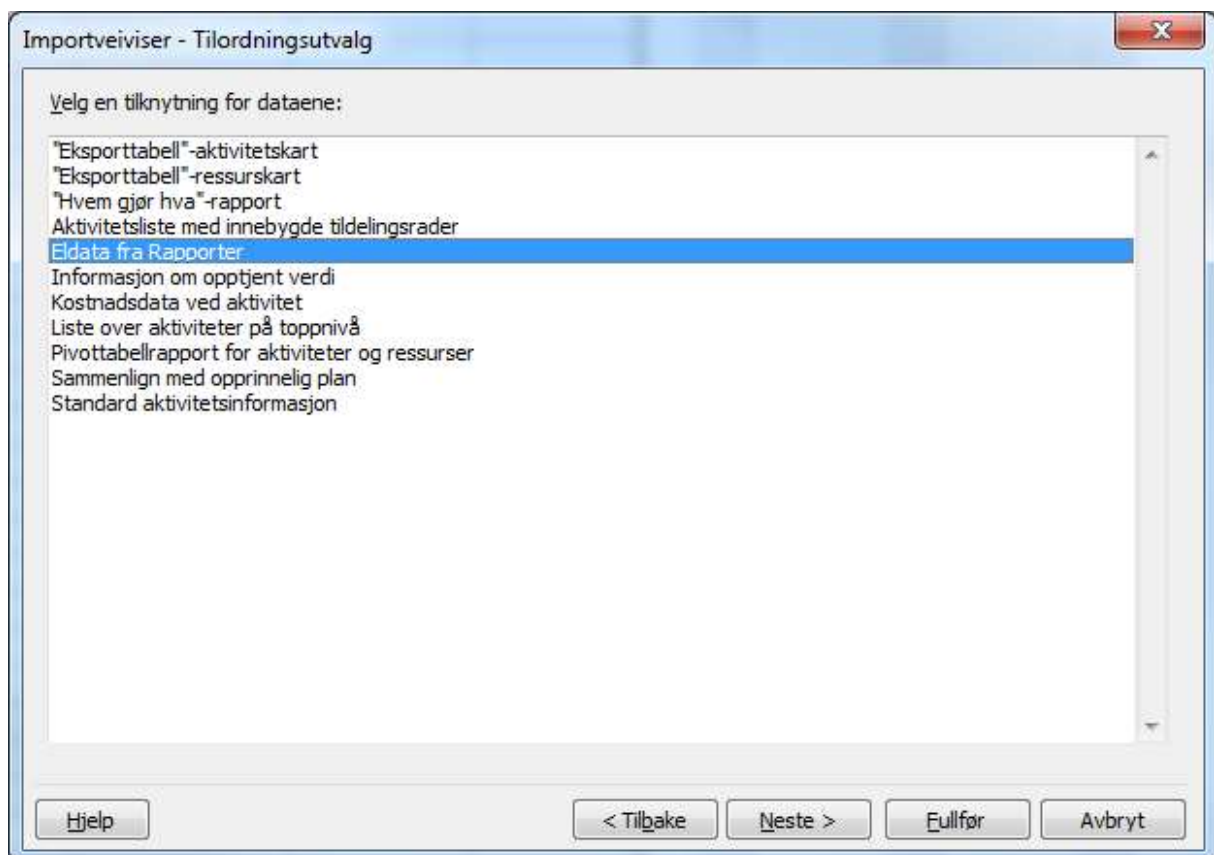 Importveiviser - Tilordningsutvalg
Velg en tilknytning for dataene:
"Eksporttabell"-aktivitetskart
"Eksporttabell"-ressurskart
"Hvem gjør hva"-rapport
Aktivitetsliste med innebygde tildelingsrader
Eldata fra Rapporter
Informasjon om opptjent verdi
Kostnadsdata ved aktivitet
Liste over aktiviteter på toppnivå
Pivottabellrapport for aktiviteter og ressurser
Sammenlign med opprinnelig plan
Standard aktivitetsinformasjon
Hjelp < Tilbake Neste > Fullfør Avbryt